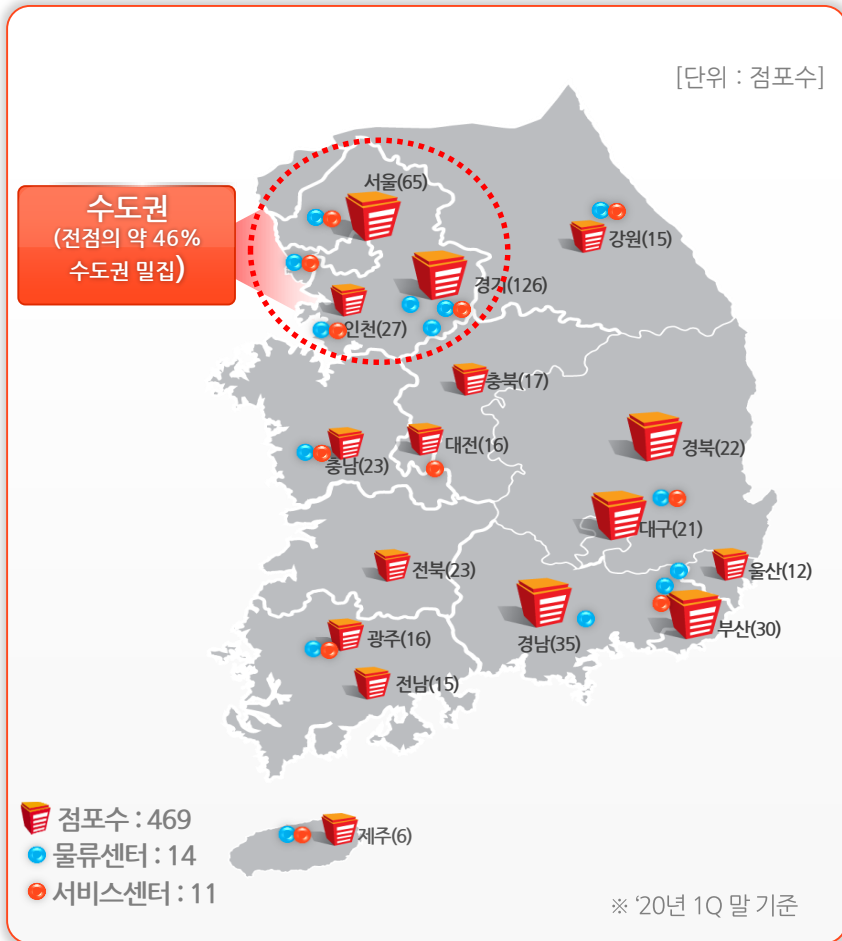 [단위 : 점포수]
서울(65)
수도권
(전점의 약 46%
수도권 밀집)
강원(15)
경기(126)
인천(27)
충북(17)
대전(16)
경북(22)
충남(23)
대구(21)
전북(23)
울산(12)
부산(30)
광주(16)
경남(35)
전남(15)
점포수 : 469
제주(6)
물류센터 : 14
서비스센터 : 11
※ ‘20년 1Q 말 기준